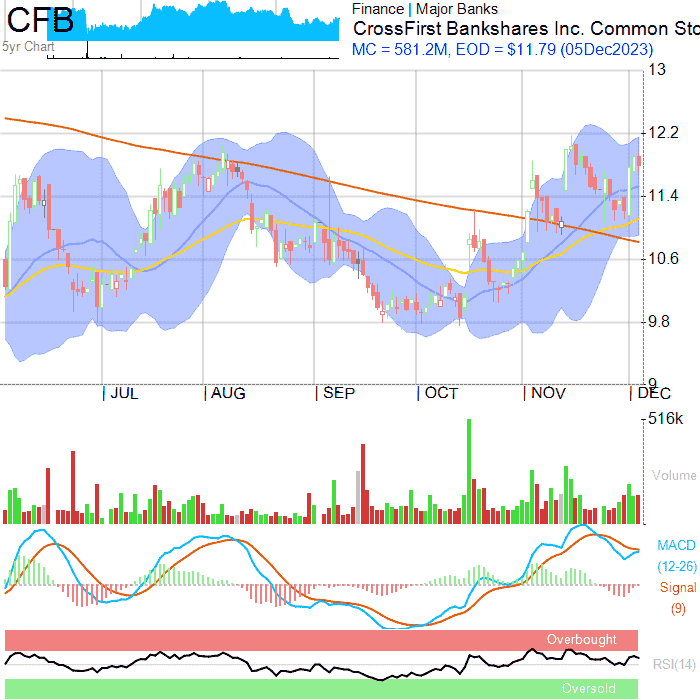 CFB
5yr Chart
Finance | Major Banks
CrossFirst Bankshares Inc. Common Sto
MC = 581.2M, EOD = $11.79 (05Dec2023)
13
12.2
11.4
10.6
9.8
9
JUL AUG SEP OCT NOV DEC
516k
Volume
MACD
(12-26)
Signal
(9)
Overbought
RSI(14)
Oversold